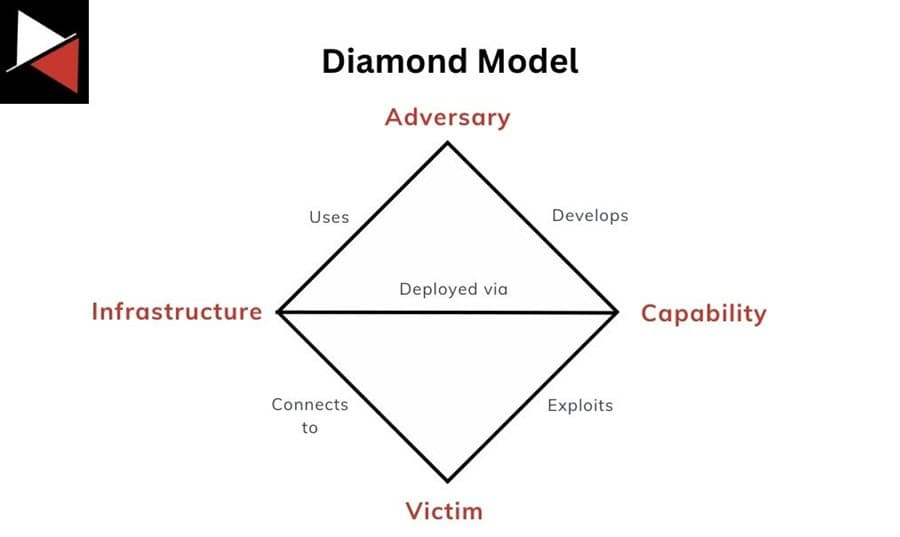 Diamond Model
Adversary
Uses
Develops
Deployed via
Infrastructure
Capability
Connects
to
Exploits
Victim